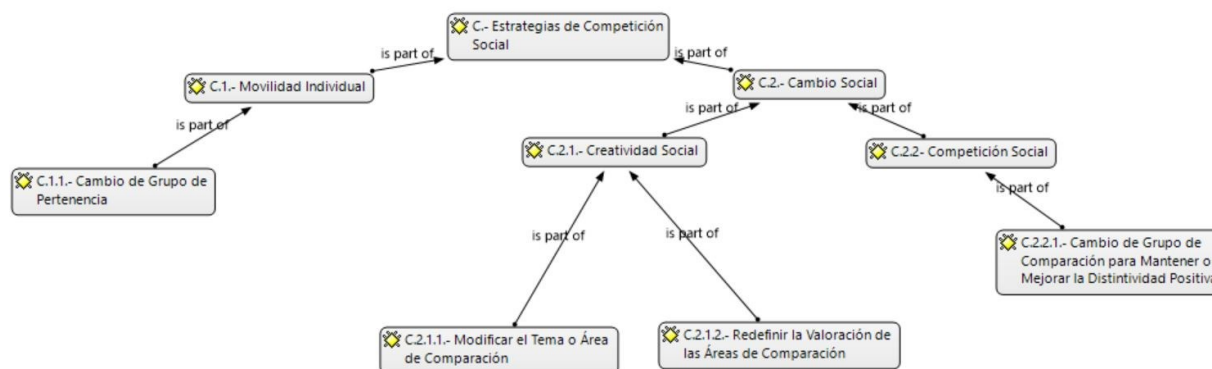 C.- Estrategias de Competición
Social
is part of
is part of
C.1.- Movilidad Individual
C.2.- Cambio Social
is part of
is part of
is part of
C.2.1.- Creatividad Social
C.2.2- Competición Social
C.1.1.- Cambio de Grupo de
Pertenencia
is part of
is part of
is part of
C.2.2.1.- Cambio de Grupo de
Comparación para Mantener o
Mejorar la Distintividad Positiva
C.2.1.1.- Modificar el Tema o Área
de Comparación
C.2.1.2.- Redefinir la Valoración de
las Áreas de Comparación